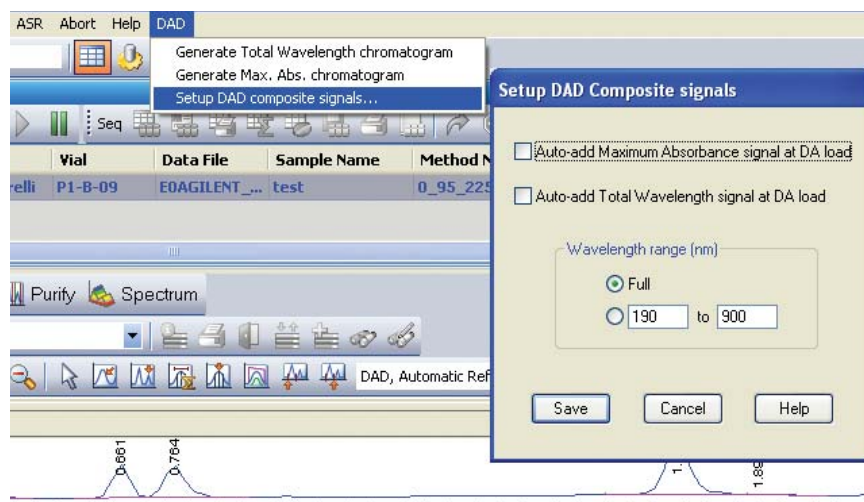 ASR Abort Help DAD
Generate Total Wavelength chromatogram
Generate Max. Abs. chromatogram
Setup DAD composite signals...
Seq
Vial Data File Sample Name Method N
relli P1-B-09 E0AGILENT_... test 0_95_225
Purify Spectrum
DAD, Automatic Ref
0.661
0.764
1.
1.89
Setup DAD Composite signals
Auto-add Maximum Absorbance signal at DA load
Auto-add Total Wavelength signal at DA load
Wavelength range (nm)
Full
190 to 900
Save Cancel Help